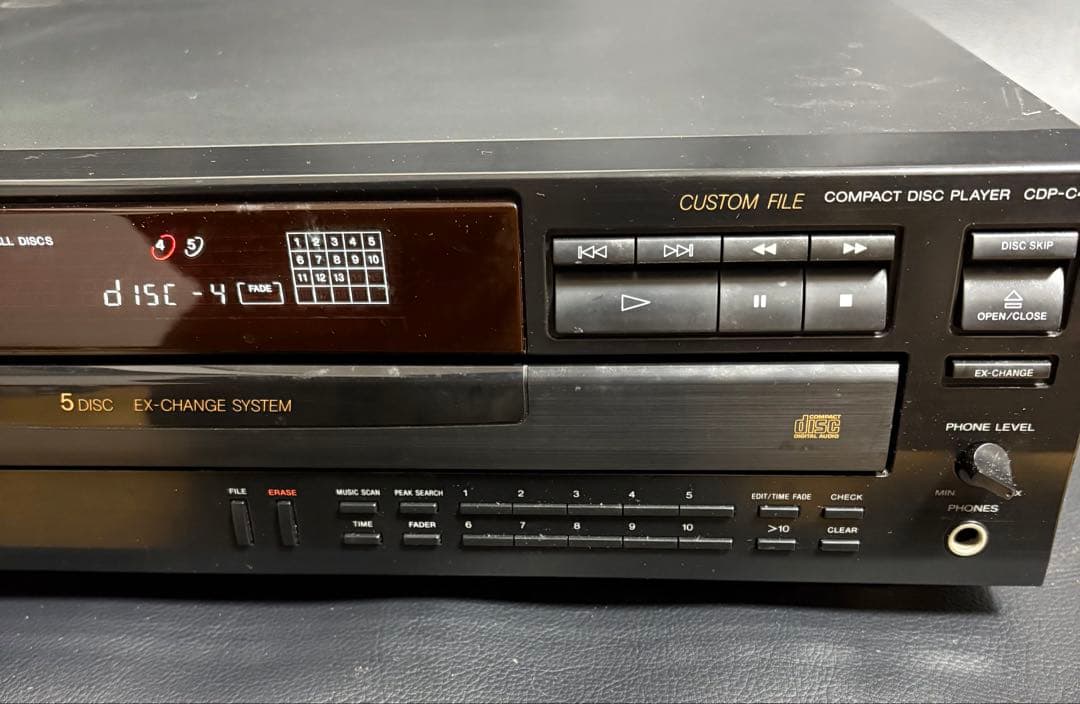 CUSTOM FILE COMPACT DISC PLAYER CDP-C4
LL DISCS
4 5
1 2 3 4 5
6 7 8 9 10
11 12 13
disc -4 FADE
DISC SKIP
OPEN/CLOSE
EX-CHANGE
5 DISC EX-CHANGE SYSTEM
COMPACT
disc
DIGITAL AUDIO
PHONE LEVEL
MIN
X
PHONES
FILE ERASE MUSIC SCAN PEAK SEARCH 1 2 3 4 5 EDIT/TIME FADE CHECK
TIME FADER 6 7 8 9 10 >10 CLEAR